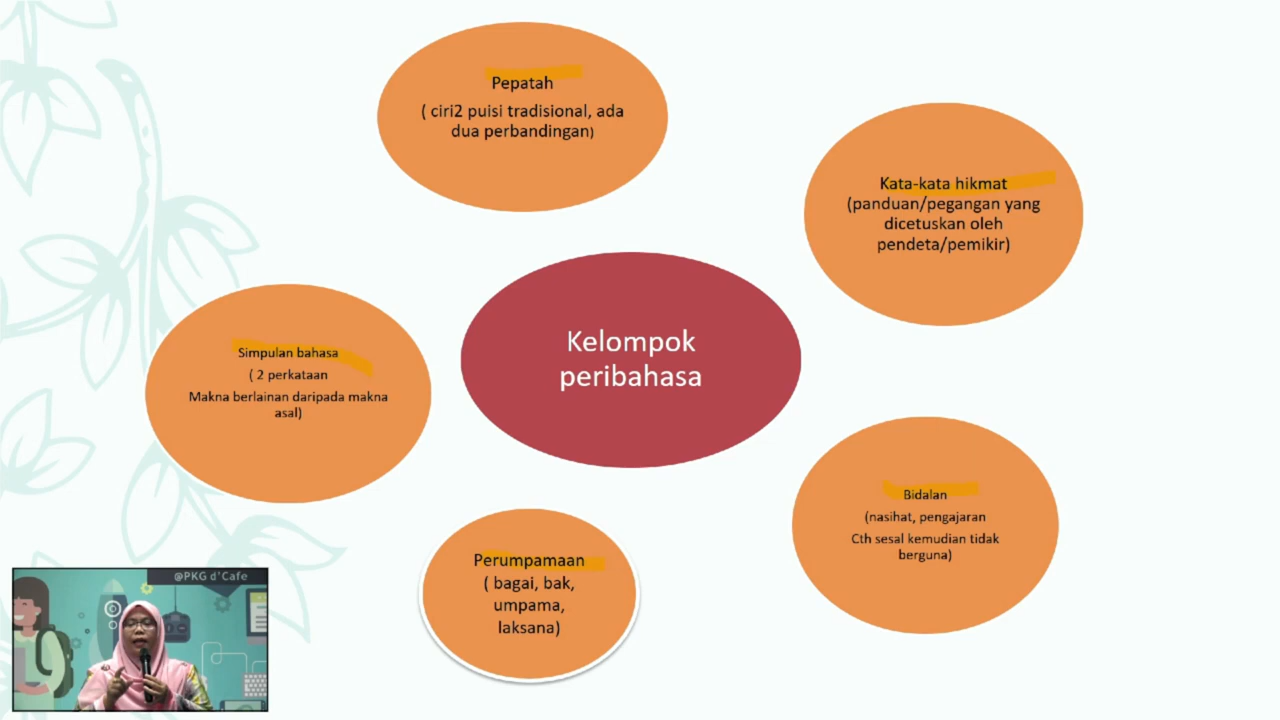 Pepatah
( ciri2 puisi tradisional, ada
dua perbandingan)
Kata-kata hikmat
(panduan/pegangan yang
dicetuskan oleh
pendeta/pemikir)
Kelompok
peribahasa
Simpulan bahasa
( 2 perkataan
Makna berlainan daripada makna
asal)
Bidalan
(nasihat, pengajaran
Cth sesal kemudian tidak
berguna)
Perumpamaan
( bagai, bak,
umpama,
laksana)
@PKG d'Cafe